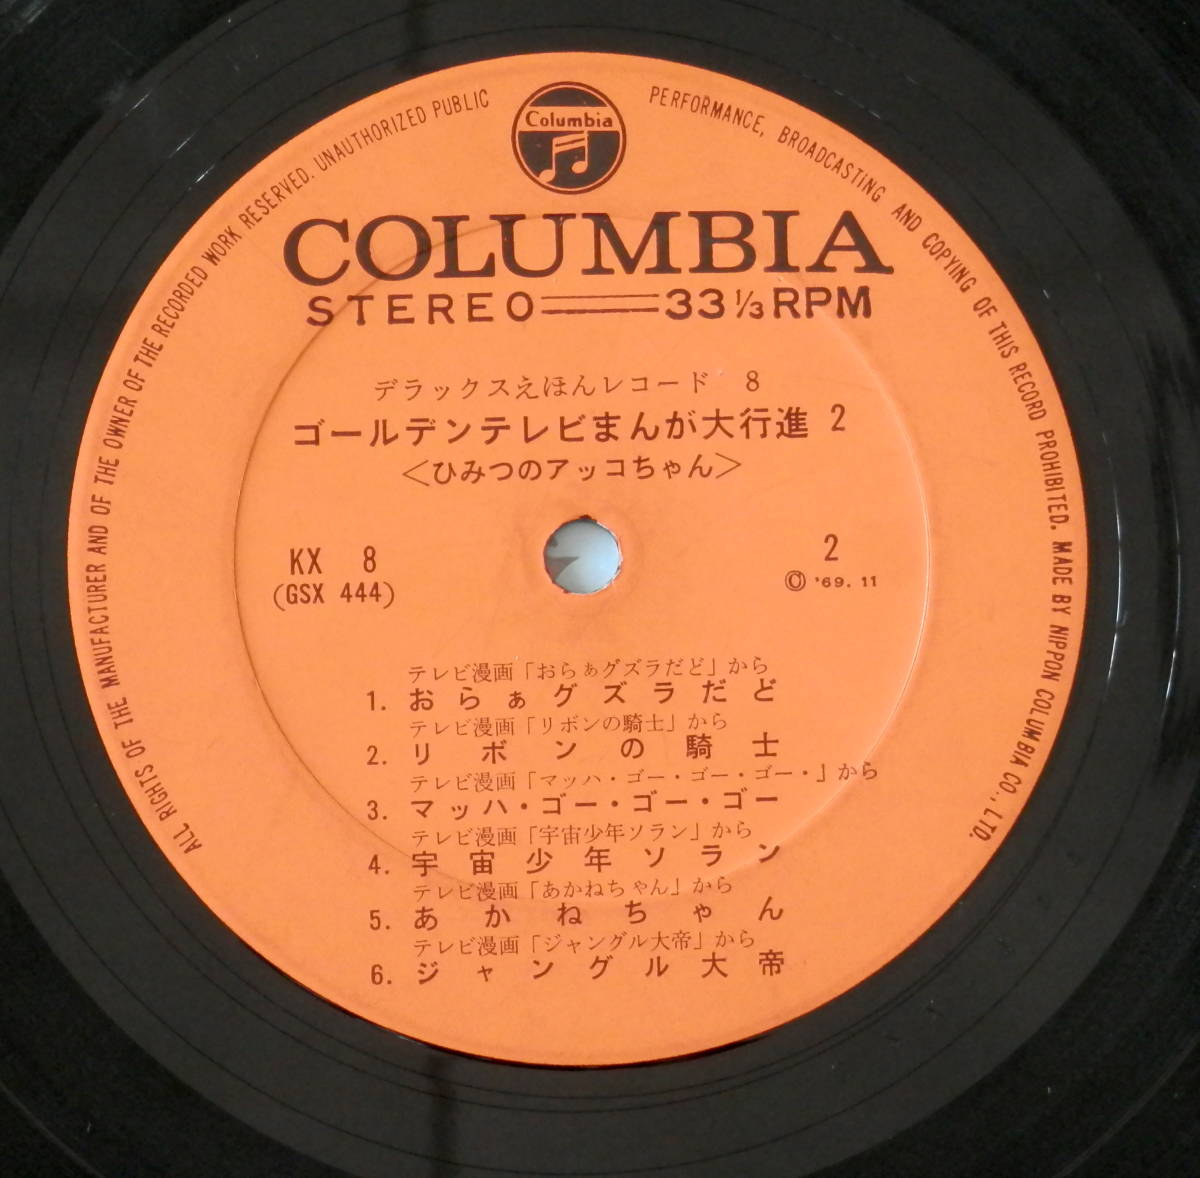 Columbia
ALL RIGHTS OF THE MANUFACTURER AND OF THE OWNER OF THE RECORDED WORK RESERVED. UNAUTHORIZED PUBLIC PERFORMANCE, BROADCASTING AND COPYING OF THIS RECORD PROHIBITED. MADE BY NIPPON COLUMBIA CO., LTD.
COLUMBIA
STEREO 33 1/3 RPM
デラックスえほんレコード 8
ゴールデンテレビまんが大行進 2
<ひみつのアッコちゃん>
KX 8
(GSX 444)
2
© '69. 11
テレビ漫画「おらぁグズラだど」から
1. おらぁグズラだど
テレビ漫画「リボンの騎士」から
2. リボンの騎士
テレビ漫画「マッハ・ゴー・ゴー・ゴー・」から
3. マッハ・ゴー・ゴー・ゴー
テレビ漫画「宇宙少年ソラン」から
4. 宇宙少年ソラン
テレビ漫画「あかねちゃん」から
5. あかねちゃん
テレビ漫画「ジャングル大帝」から
6. ジャングル大帝